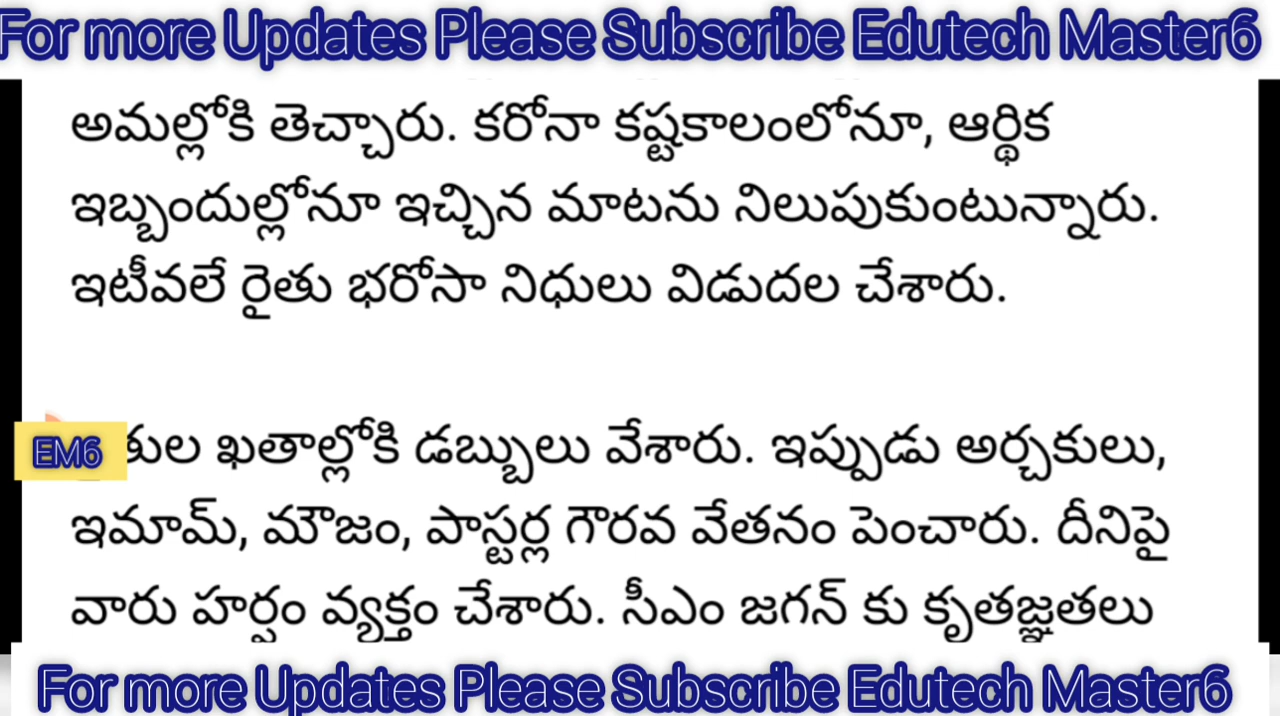 For more Updates Please Subscribe Edutech Master6
అమల్లోకి తెచ్చారు. కరోనా కష్టకాలంలోనూ, ఆర్థిక
ఇబ్బందుల్లోనూ ఇచ్చిన మాటను నిలుపుకుంటున్నారు.
ఇటీవలే రైతు భరోసా నిధులు విడుదల చేశారు.
EM6 ఖతాల్లోకి డబ్బులు వేశారు. ఇప్పుడు అర్చకులు,
ఇమామ్, మౌజం, పాస్టర్ల గౌరవ వేతనం పెంచారు. దీనిపై
వారు హర్షం వ్యక్తం చేశారు. సీఎం జగన్ కు కృతజ్ఞతలు
For more Updates Please Subscribe Edutech Master6